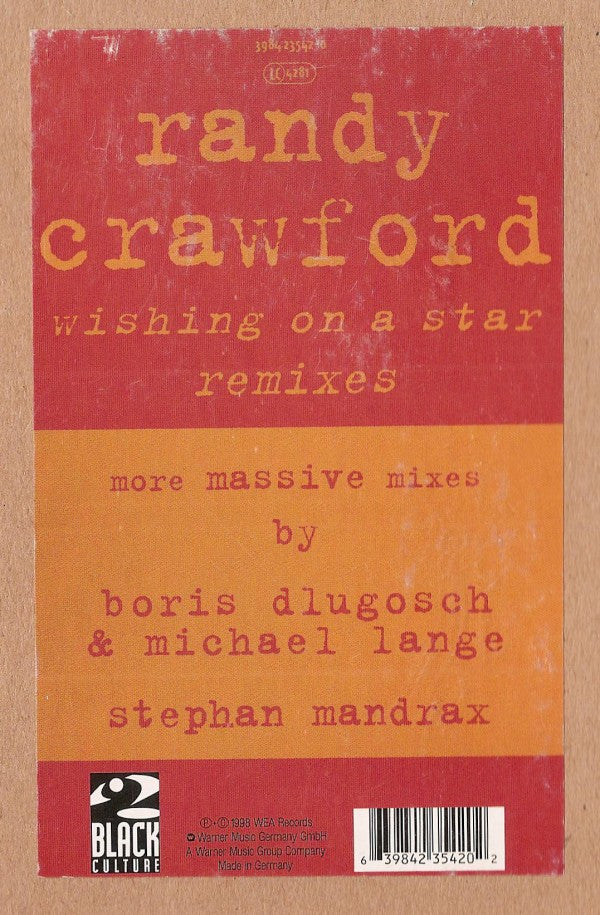 3984 23542-0
LC 4281
randy
crawford
wishing on a star
remixes
more massive mixes
by
boris dlugosch
& michael lange
stephan mandrax
2
BLACK
CULTURE
℗・© 1998 WEA Records
Warner Music Germany GmbH
A Warner Music Group Company
Made in Germany
6 39842 35420 2